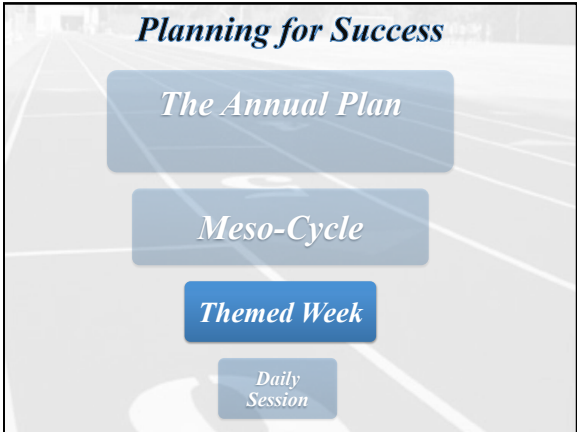 Planning for Success
The Annual Plan
Meso-Cycle
Themed Week
Daily
Session